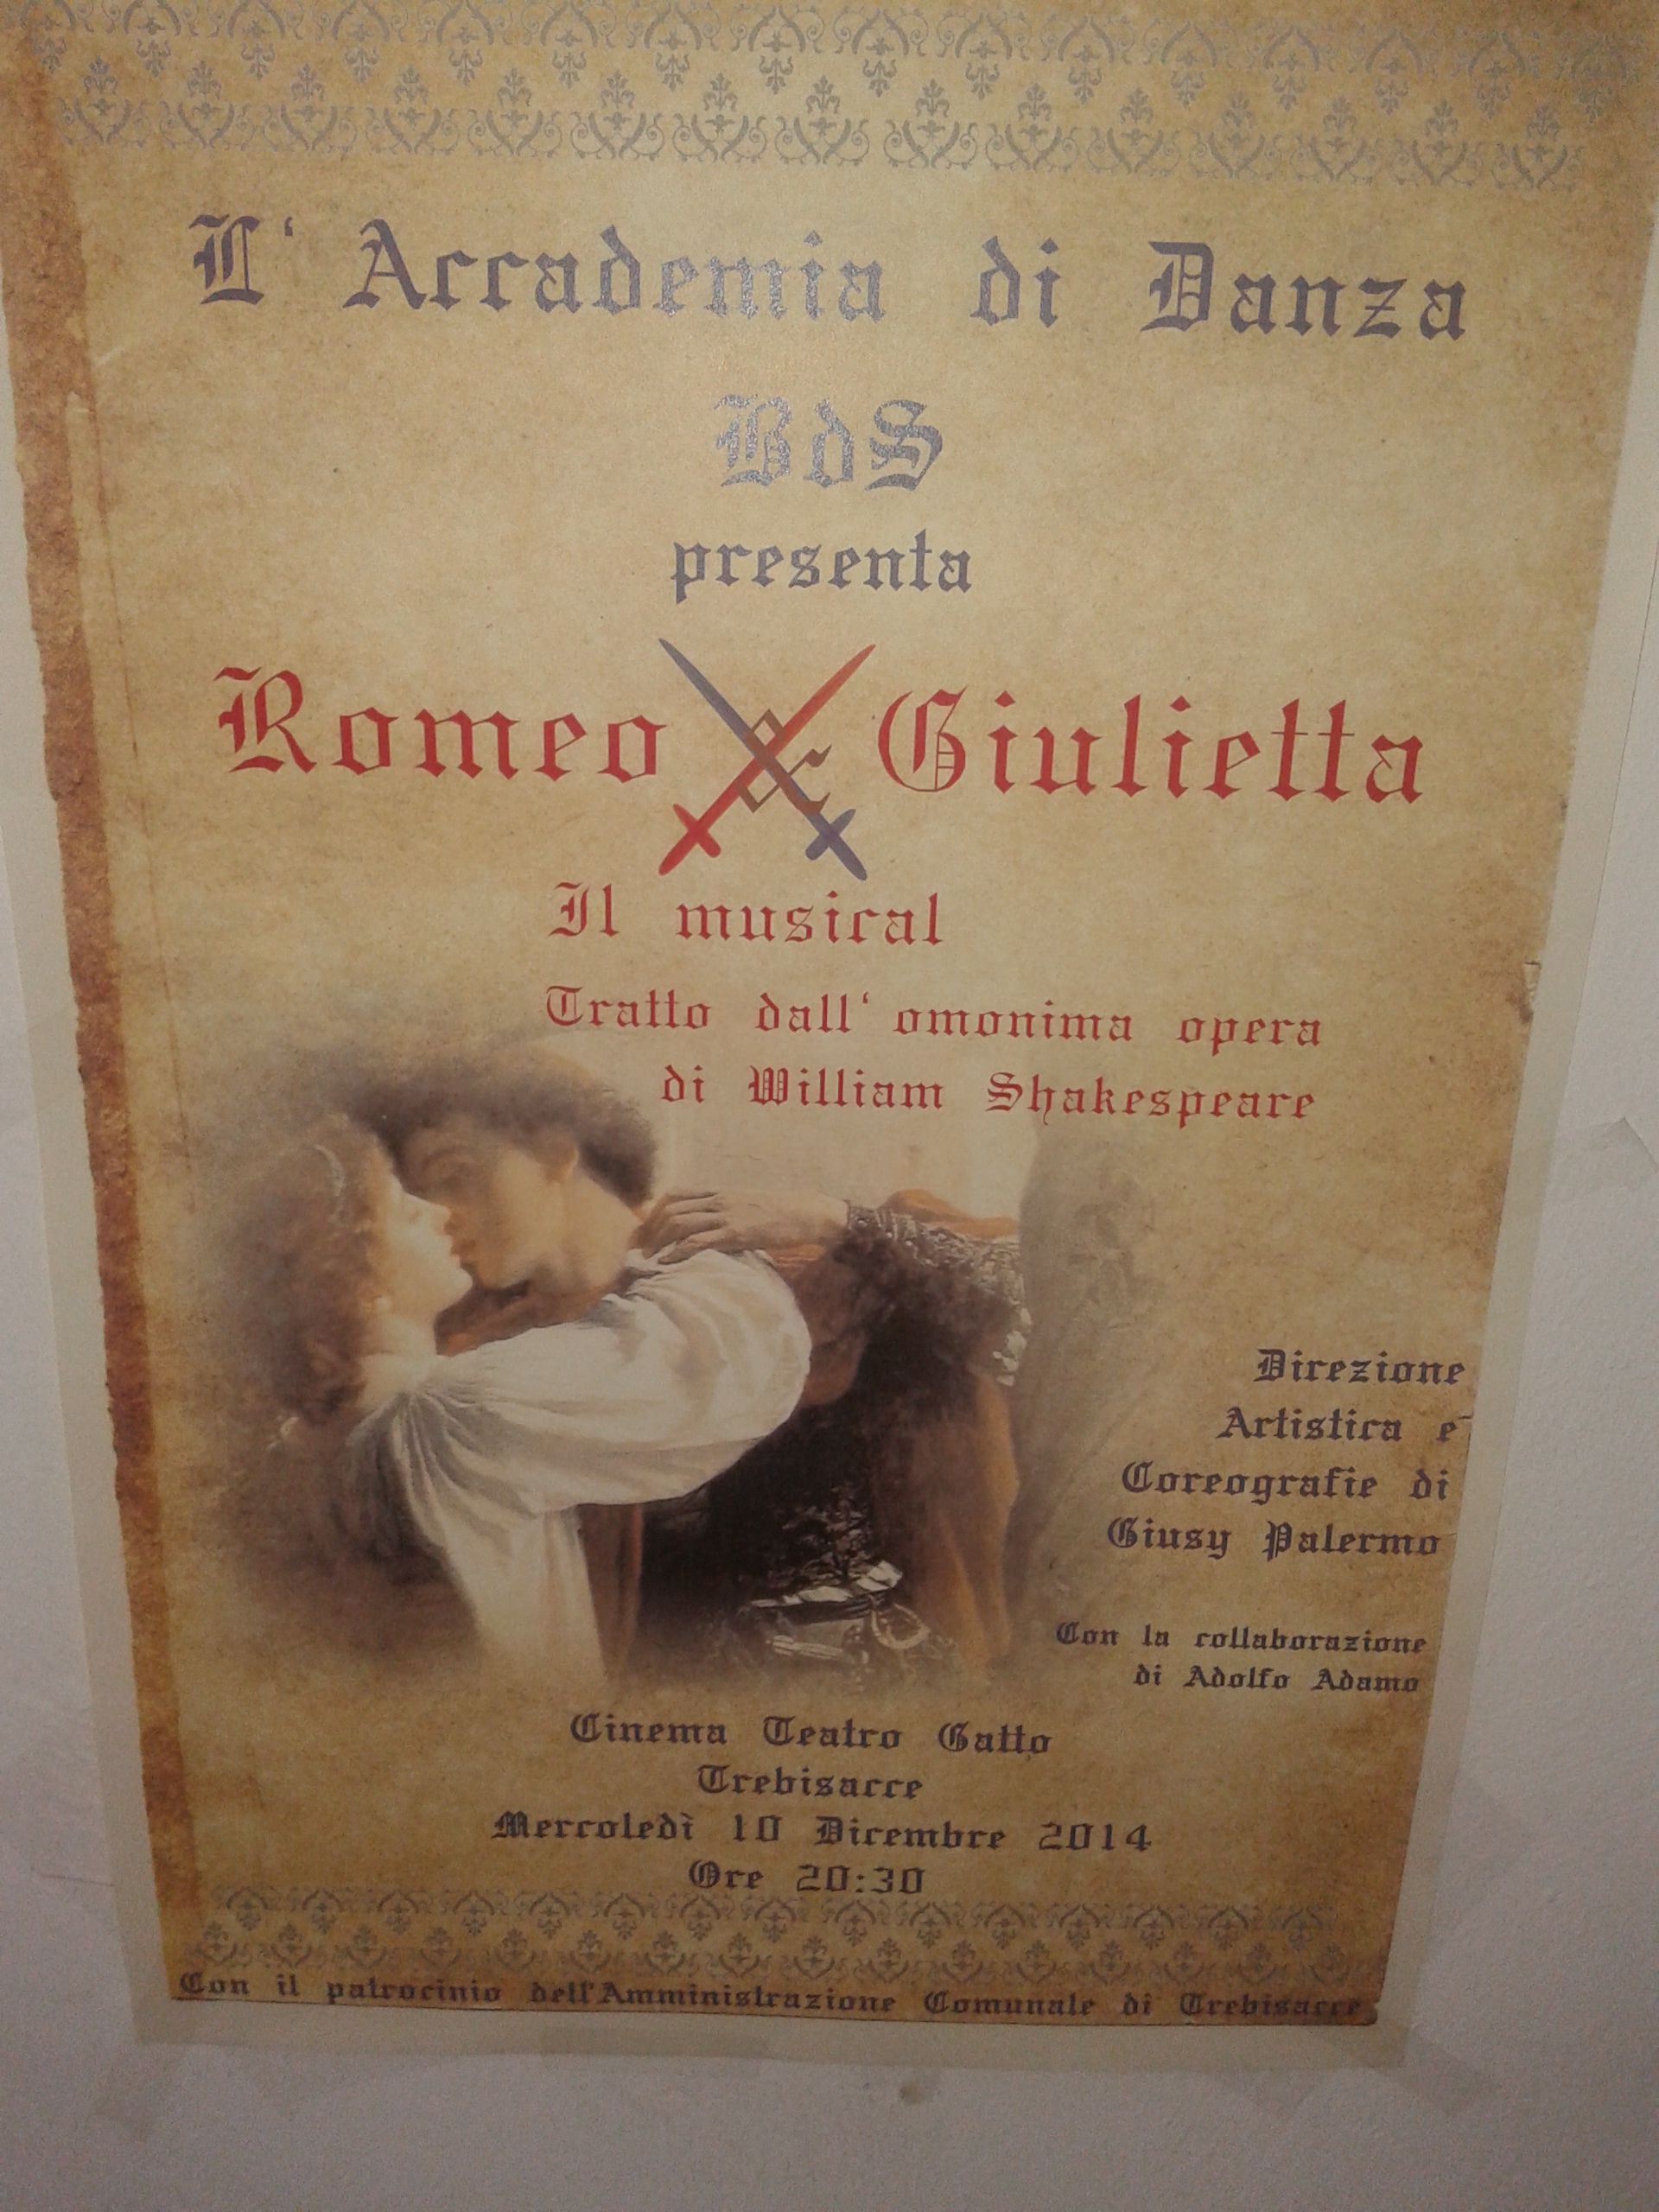 L' Accademia di Danza
BdS
presenta
Romeo & Giulietta
Il musical
Tratto dall' omonima opera
di William Shakespeare
Direzione
Artistica e
Coreografie di
Giusy Palermo
Con la collaborazione
di Adolfo Adamo
Cinema Teatro Gatto
Trebisacce
Mercoledì 10 Dicembre 2014
Ore 20:30
Con il patrocinio dell'Amministrazione Comunale di Trebisacce